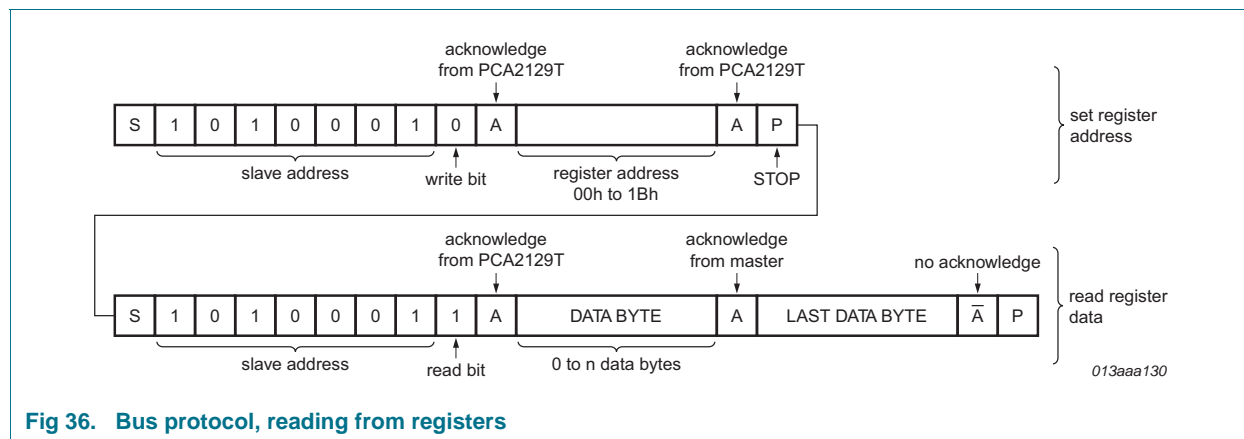 acknowledge
from PCA2129T
acknowledge
from PCA2129T
S 1 0 1 0 0 0 1 0 A A P
set register
address
slave address
write bit
register address
00h to 1Bh
STOP
acknowledge
from PCA2129T
acknowledge
from master
no acknowledge
S 1 0 1 0 0 0 1 1 A DATA BYTE A LAST DATA BYTE A̅ P
read register
data
slave address
read bit
0 to n data bytes
013aaa130
Fig 36. Bus protocol, reading from registers